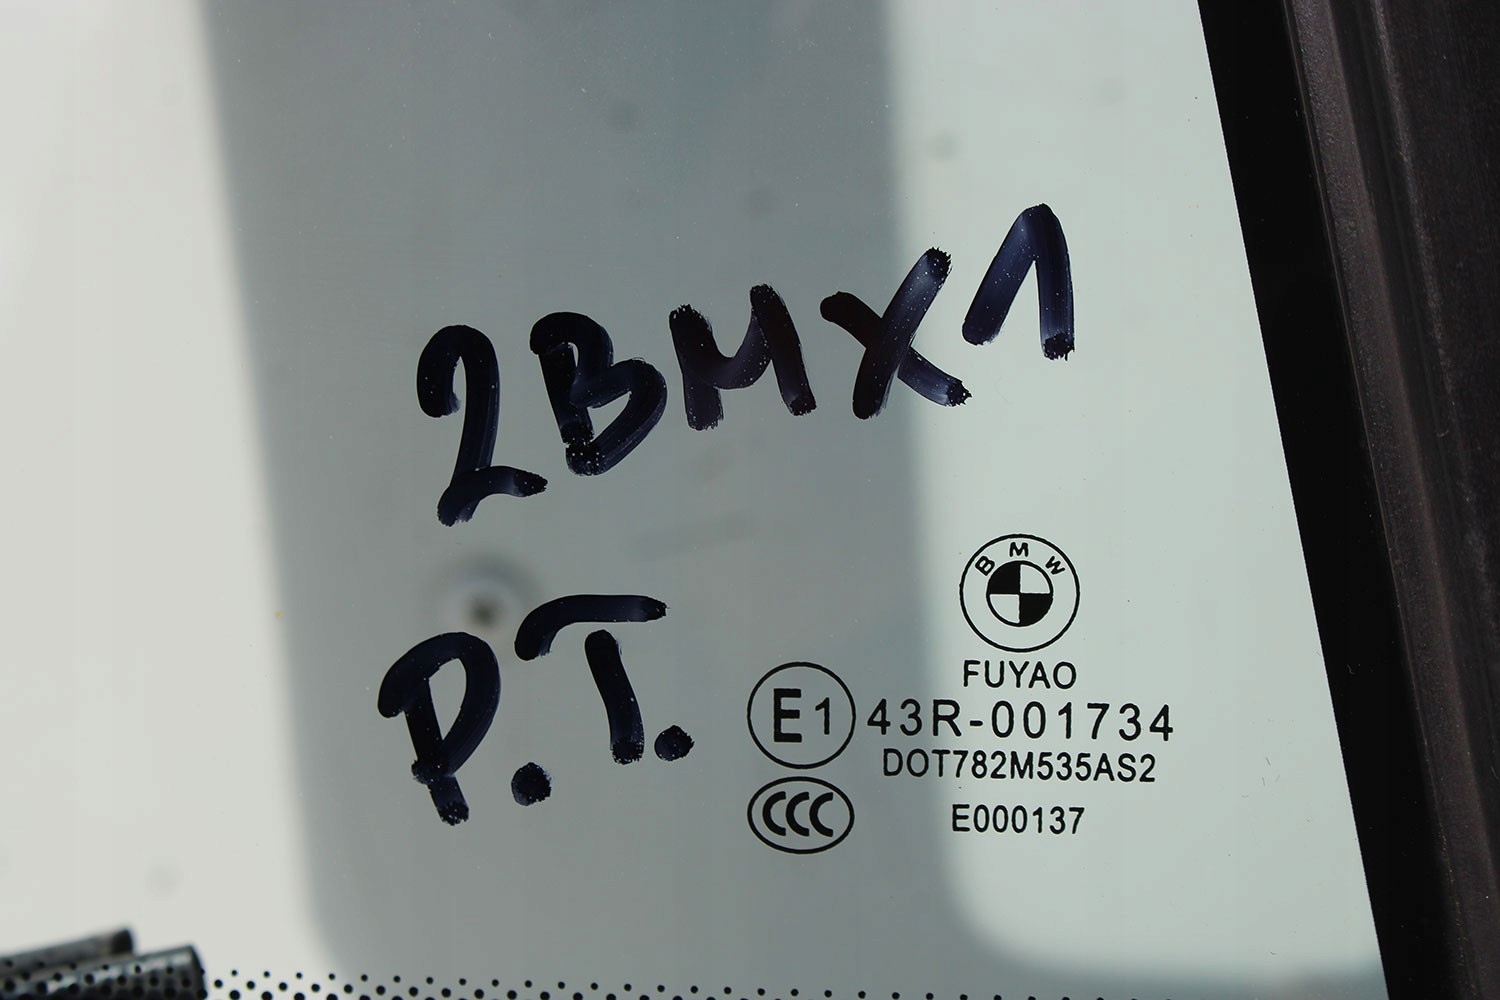 2BMX1
P.T.
BMW
FUYAO
E1 43R-001734
DOT782M535AS2
CCC E000137